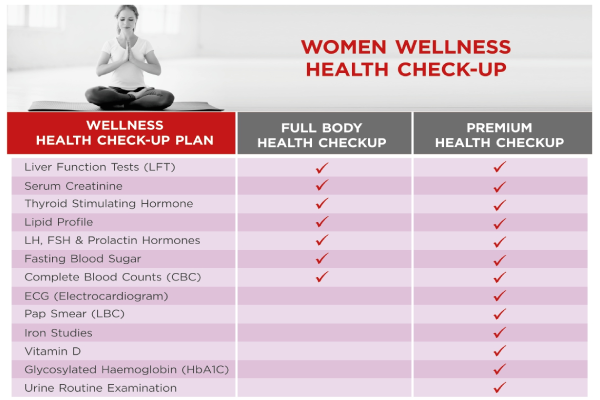 WOMEN WELLNESS
HEALTH CHECK-UP
WELLNESS
HEALTH CHECK-UP PLAN
FULL BODY
HEALTH CHECKUP
PREMIUM
HEALTH CHECKUP
Liver Function Tests (LFT) ✓ ✓
Serum Creatinine ✓ ✓
Thyroid Stimulating Hormone ✓ ✓
Lipid Profile ✓ ✓
LH, FSH & Prolactin Hormones ✓ ✓
Fasting Blood Sugar ✓ ✓
Complete Blood Counts (CBC) ✓ ✓
ECG (Electrocardiogram) ✓
Pap Smear (LBC) ✓
Iron Studies ✓
Vitamin D ✓
Glycosylated Haemoglobin (HbA1C) ✓
Urine Routine Examination ✓